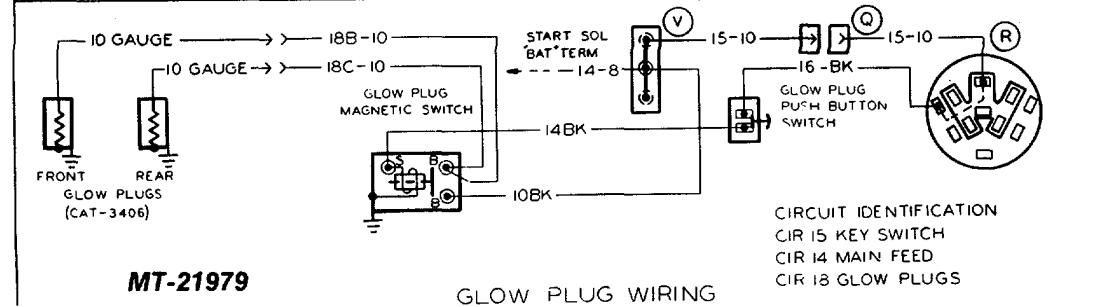 10 GAUGE
18B-10
START SOL
"BAT" TERM
V
15-10
Q
15-10
R
10 GAUGE
18C-10
14-8
16-BK
GLOW PLUG
MAGNETIC SWITCH
GLOW PLUG
PUSH BUTTON
SWITCH
14BK
S
B
B
10BK
FRONT
REAR
GLOW PLUGS
(CAT-3406)
CIRCUIT IDENTIFICATION
CIR 15 KEY SWITCH
CIR 14 MAIN FEED
CIR 18 GLOW PLUGS
MT-21979
GLOW PLUG WIRING